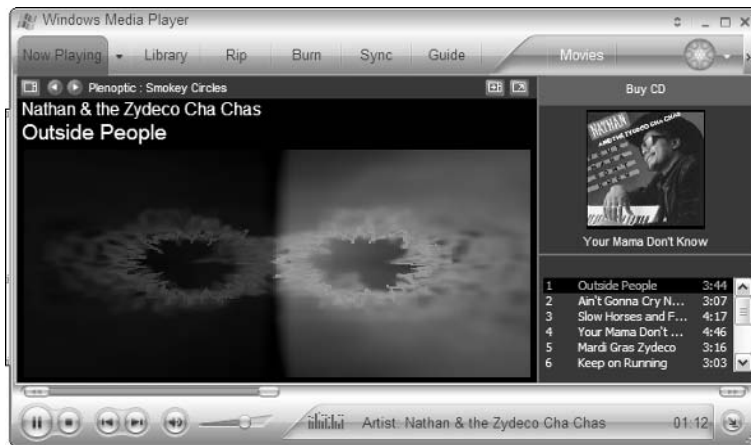 Windows Media Player
Now Playing Library Rip Burn Sync Guide Movies
Plenoptic : Smokey Circles
Nathan & the Zydeco Cha Chas
Outside People
Buy CD
NATHAN
AND THE ZYDECO CHA CHAS
Your Mama Don't Know
1 Outside People 3:44
2 Ain't Gonna Cry N... 3:07
3 Slow Horses and F... 4:17
4 Your Mama Don't ... 4:46
5 Mardi Gras Zydeco 3:16
6 Keep on Running 3:03
Artist: Nathan & the Zydeco Cha Chas 01:12